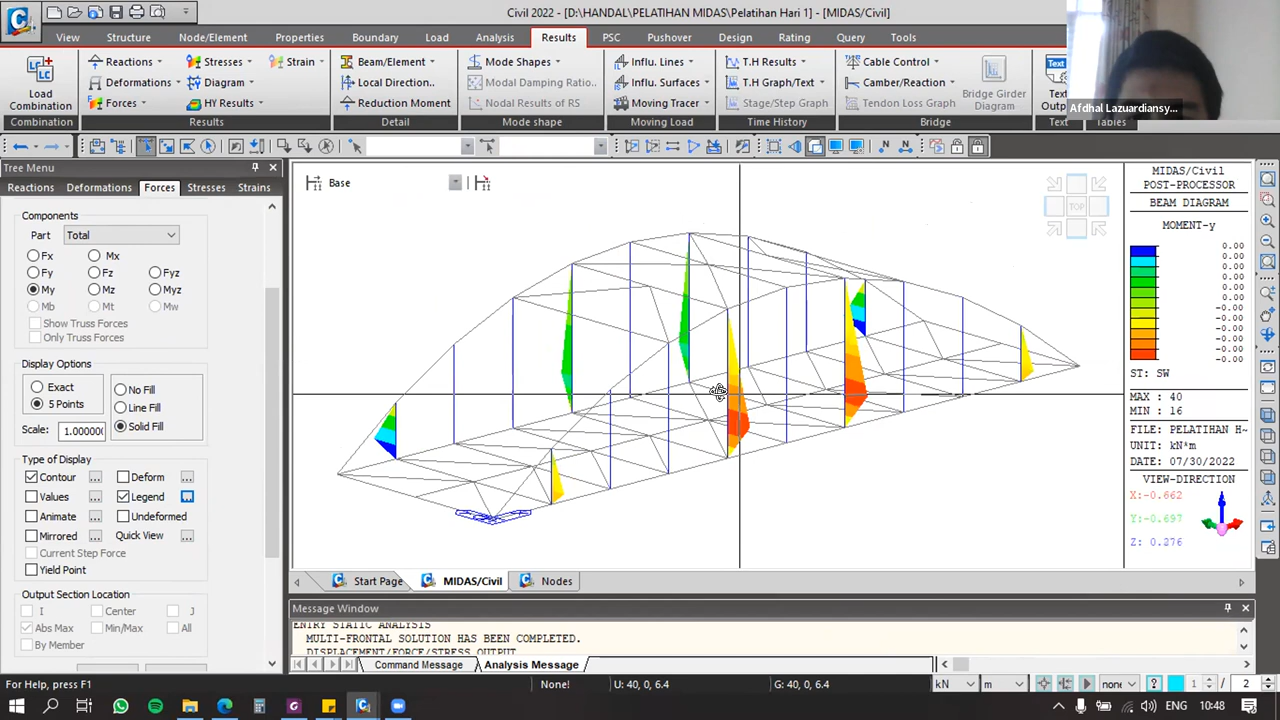 Civil 2022 - [D:\HANDAL\PELATIHAN MIDAS\Pelatihan Hari 1] - [MIDAS/Civil]
View Structure Node/Element Properties Boundary Load Analysis Results PSC Pushover Design Rating Query Tools
Load Combination
Combination
Reactions
Deformations
Forces
Stresses
Diagram
HY Results
Strain
Results
Beam/Element
Local Direction..
Reduction Moment
Detail
Mode Shapes
Modal Damping Ratio..
Nodal Results of RS
Mode shape
Influ. Lines
Influ. Surfaces
Moving Tracer
Moving Load
T.H Results
T.H Graph/Text
Stage/Step Graph
Time History
Cable Control
Camber/Reaction
Tendon Loss Graph
Bridge Girder Diagram
Bridge
Text
Text
Tables
Afdhal Lazuardiansy...
Tree Menu
Reactions Deformations Forces Stresses Strains
Components
Part Total
Fx Mx
Fy Fz Fyz
My Mz Myz
Mb Mt Mw
Show Truss Forces
Only Truss Forces
Display Options
Exact
5 Points
Scale: 1.00000
No Fill
Line Fill
Solid Fill
Type of Display
Contour ... Deform ...
Values ... Legend ...
Animate ... Undeformed
Mirrored ... Quick View ...
Current Step Force
Yield Point
Output Section Location
I Center J
Abs Max Min/Max All
By Member
Base
TOP
MIDAS/Civil
POST-PROCESSOR
BEAM DIAGRAM
MOMENT-y
0.00
0.00
0.00
0.00
0.00
0.00
-0.00
-0.00
-0.00
-0.00
-0.00
ST: SW
MAX : 40
MIN : 16
FILE: PELATIHAN H~
UNIT: kN*m
DATE: 07/30/2022
VIEW-DIRECTION
X:-0.662
Y:-0.697
Z: 0.276
Start Page MIDAS/Civil Nodes
Message Window
ENTRY STATIC ANALYSIS
MULTI-FRONTAL SOLUTION HAS BEEN COMPLETED.
DISPLACEMENT/FORCE/STRESS OUTPUT
Command Message Analysis Message
For Help, press F1 None! U: 40, 0, 6.4 G: 40, 0, 6.4 kN m none 1 / 2
ENG 10:48